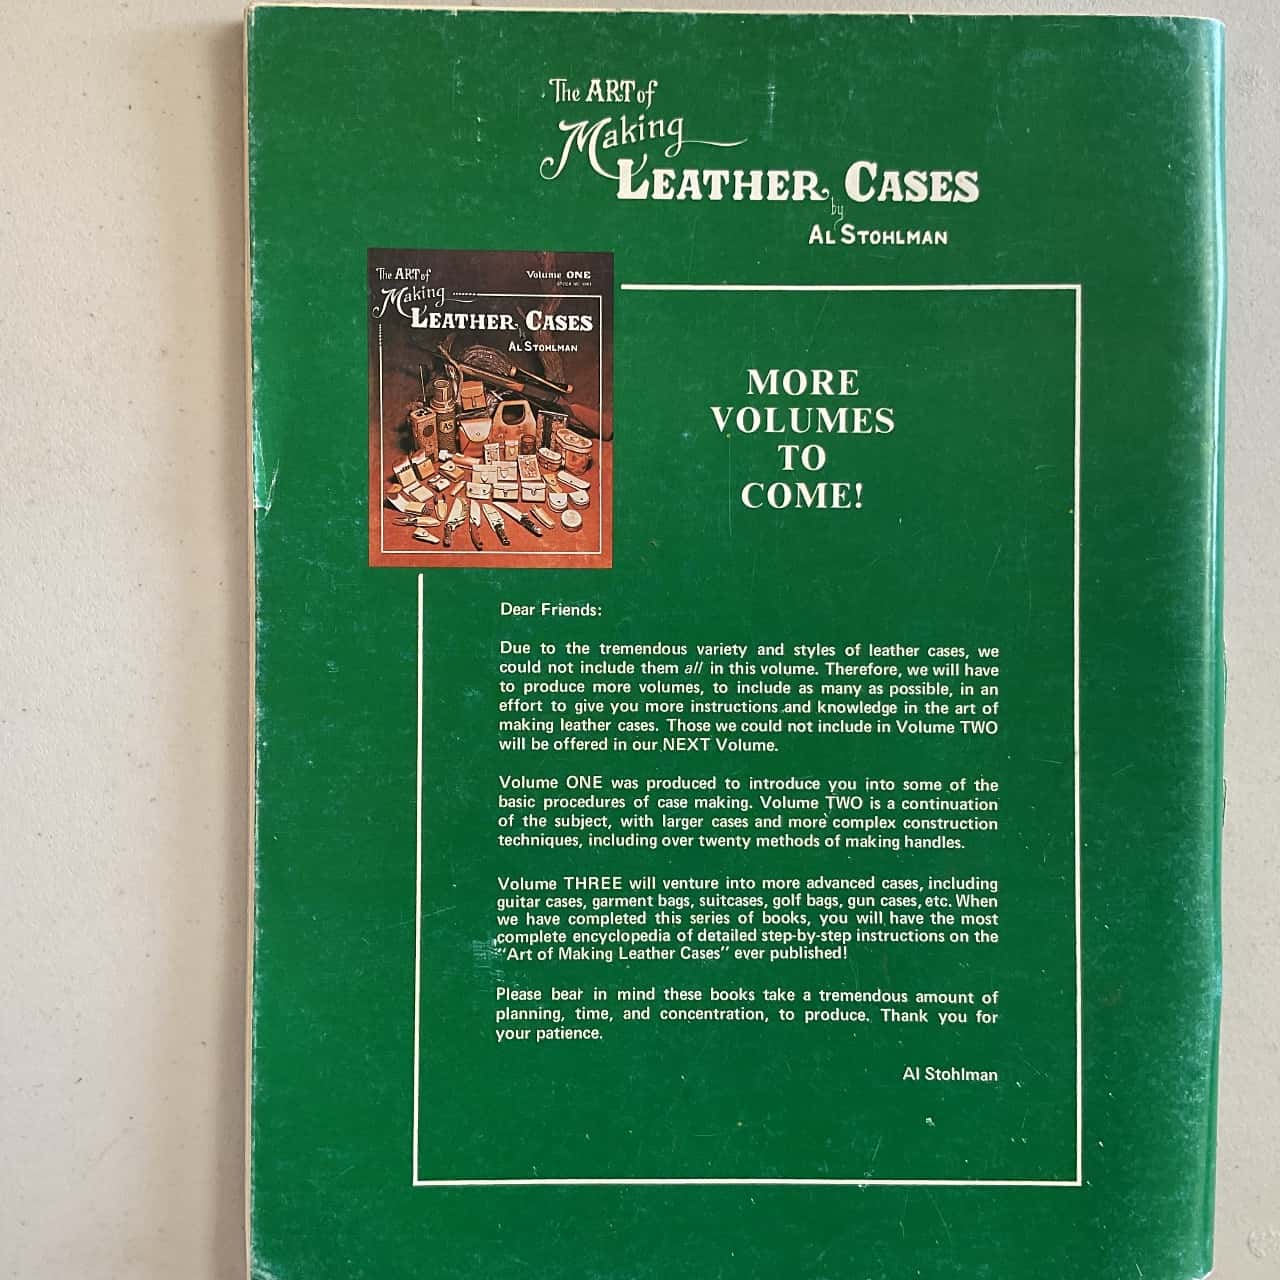 The ART of
Making
LEATHER CASES
by
AL STOHLMAN
The ART of
Volume ONE
Making
LEATHER CASES
by
AL STOHLMAN
AS
MORE
VOLUMES
TO
COME!
Dear Friends:
Due to the tremendous variety and styles of leather cases, we
could not include them all in this volume. Therefore, we will have
to produce more volumes, to include as many as possible, in an
effort to give you more instructions and knowledge in the art of
making leather cases. Those we could not include in Volume TWO
will be offered in our NEXT Volume.
Volume ONE was produced to introduce you into some of the
basic procedures of case making. Volume TWO is a continuation
of the subject, with larger cases and more complex construction
techniques, including over twenty methods of making handles.
Volume THREE will venture into more advanced cases, including
guitar cases, garment bags, suitcases, golf bags, gun cases, etc. When
we have completed this series of books, you will have the most
complete encyclopedia of detailed step-by-step instructions on the
"Art of Making Leather Cases" ever published!
Please bear in mind these books take a tremendous amount of
planning, time, and concentration, to produce. Thank you for
your patience.
Al Stohlman